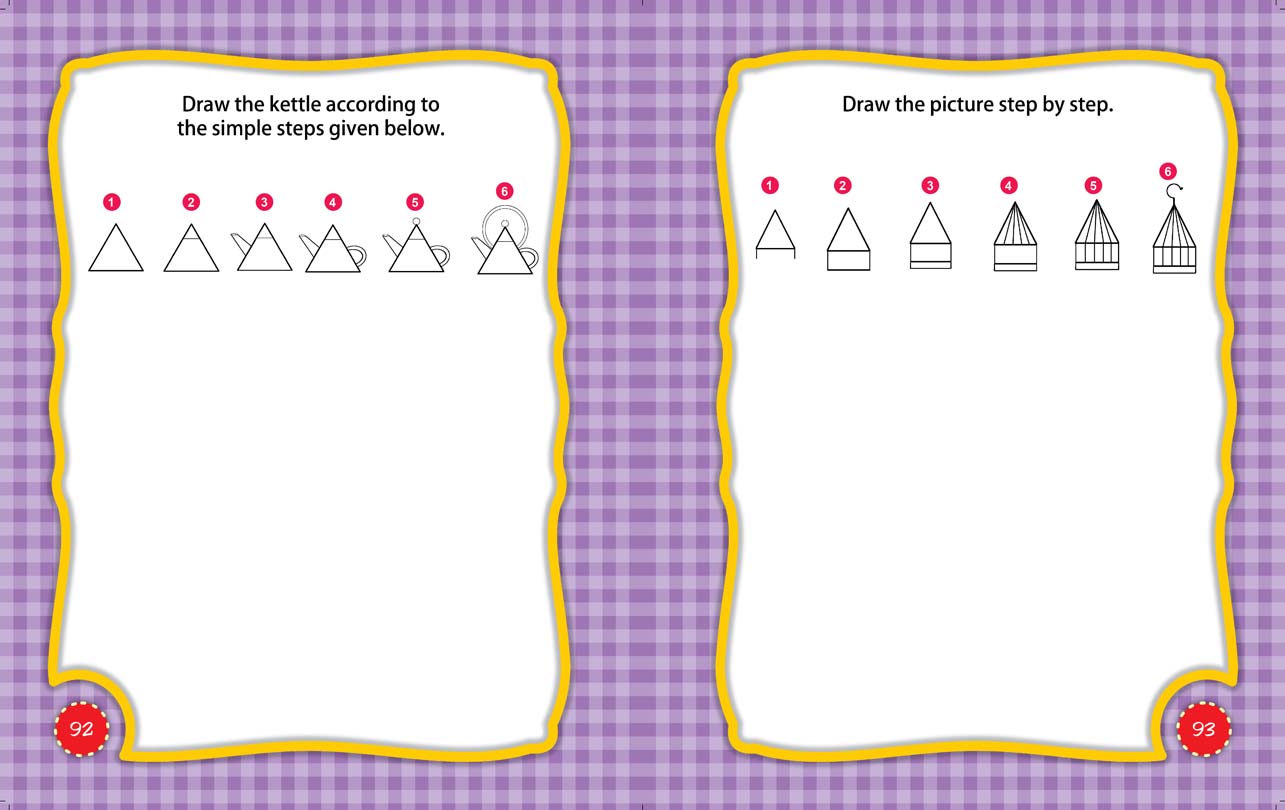 Draw the kettle according to
the simple steps given below.
1 2 3 4 5 6
92
Draw the picture step by step.
1 2 3 4 5 6
93